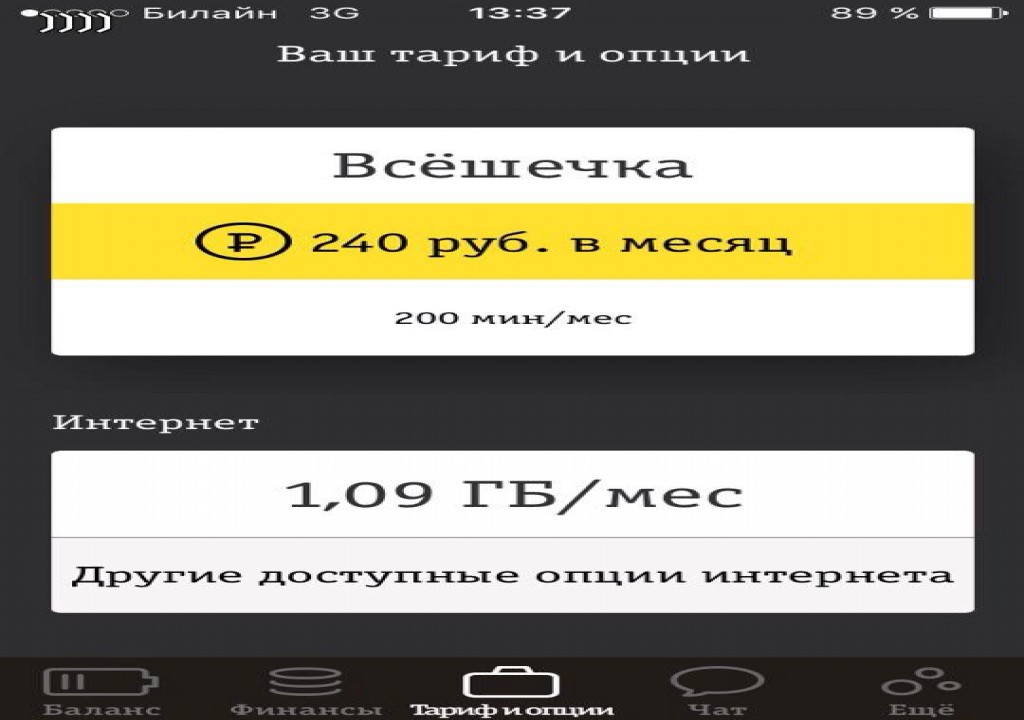 Билайн 3G 13:37 89 %
Ваш тариф и опции
Всёшечка
₽ 240 руб. в месяц
200 мин/мес
Интернет
1,09 ГБ/мес
Другие доступные опции интернета
Баланс Финансы Тариф и опции Чат Ещё